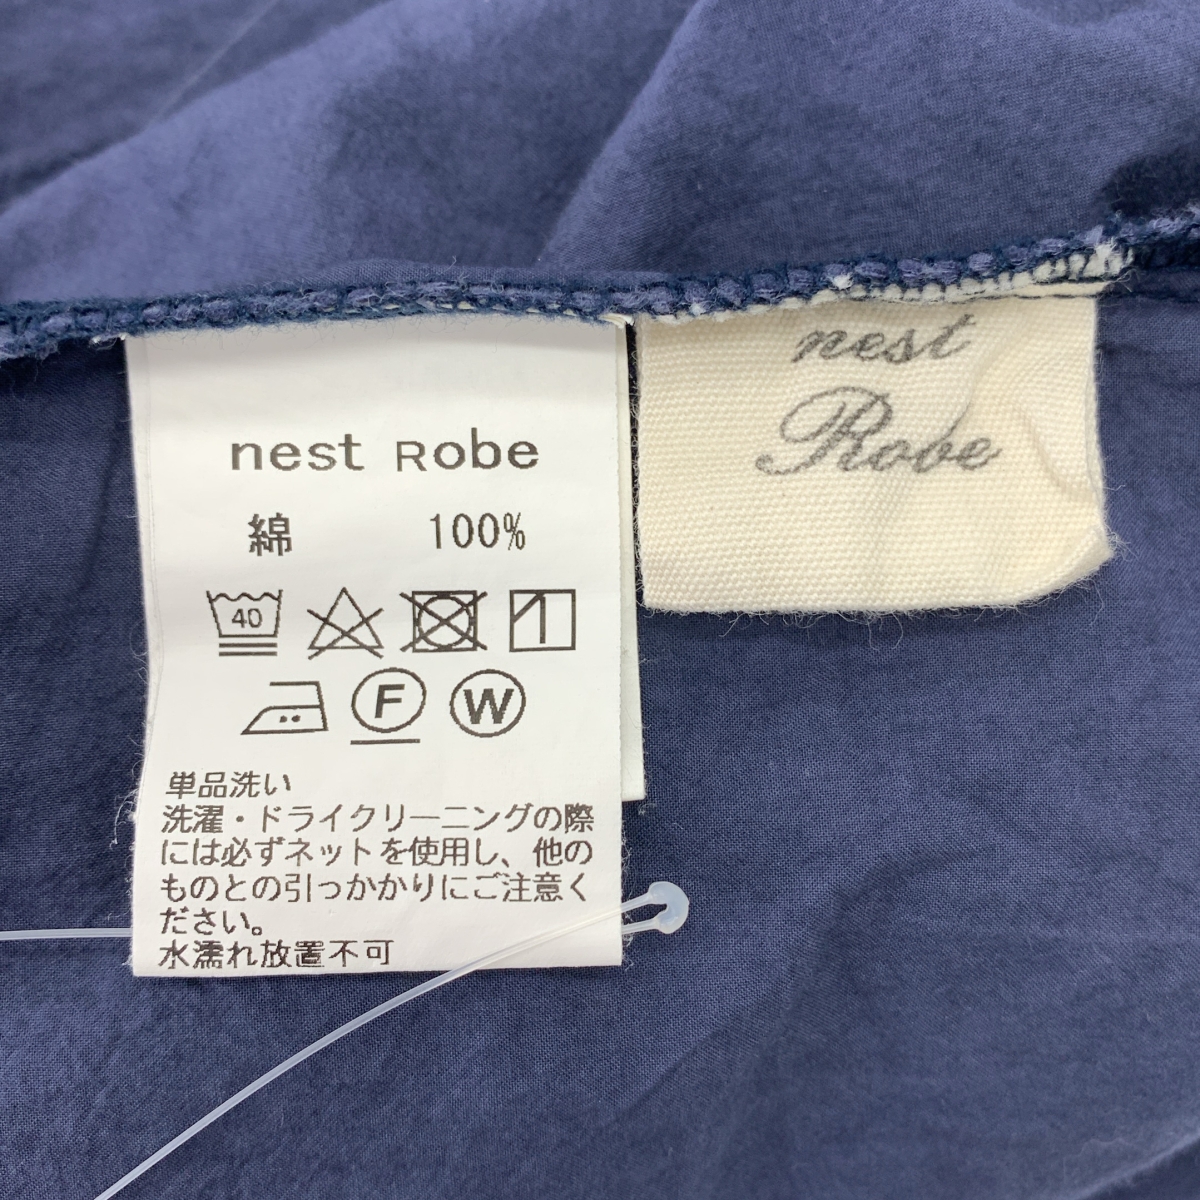 nest Robe
綿 100%
40
F W
単品洗い
洗濯・ドライクリーニングの際
には必ずネットを使用し、他の
ものとの引っかかりにご注意く
ださい。
水濡れ放置不可
nest
Robe